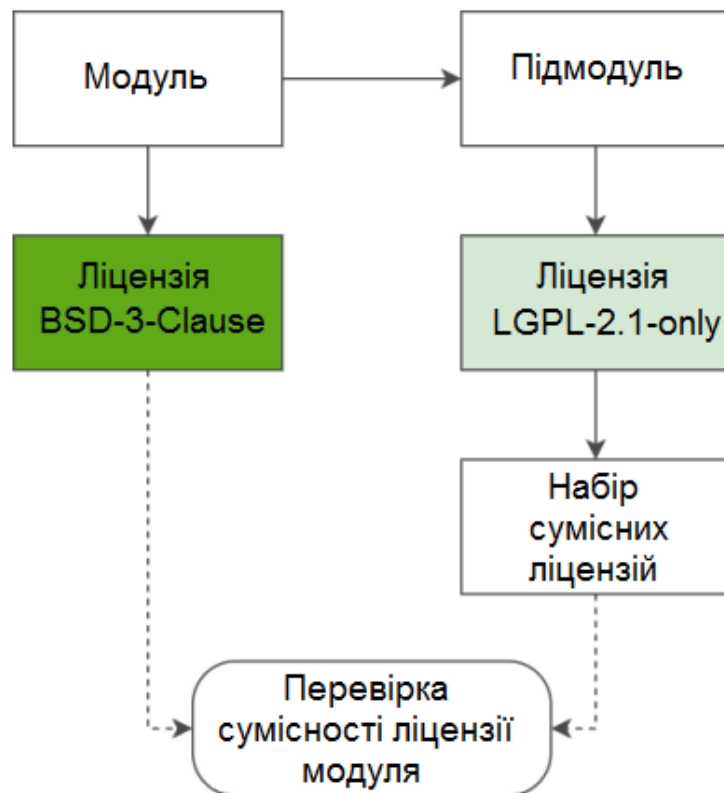 Модуль
Підмодуль
Ліцензія
BSD-3-Clause
Ліцензія
LGPL-2.1-only
Набір
сумісних
ліцензій
Перевірка
сумісності ліцензії
модуля